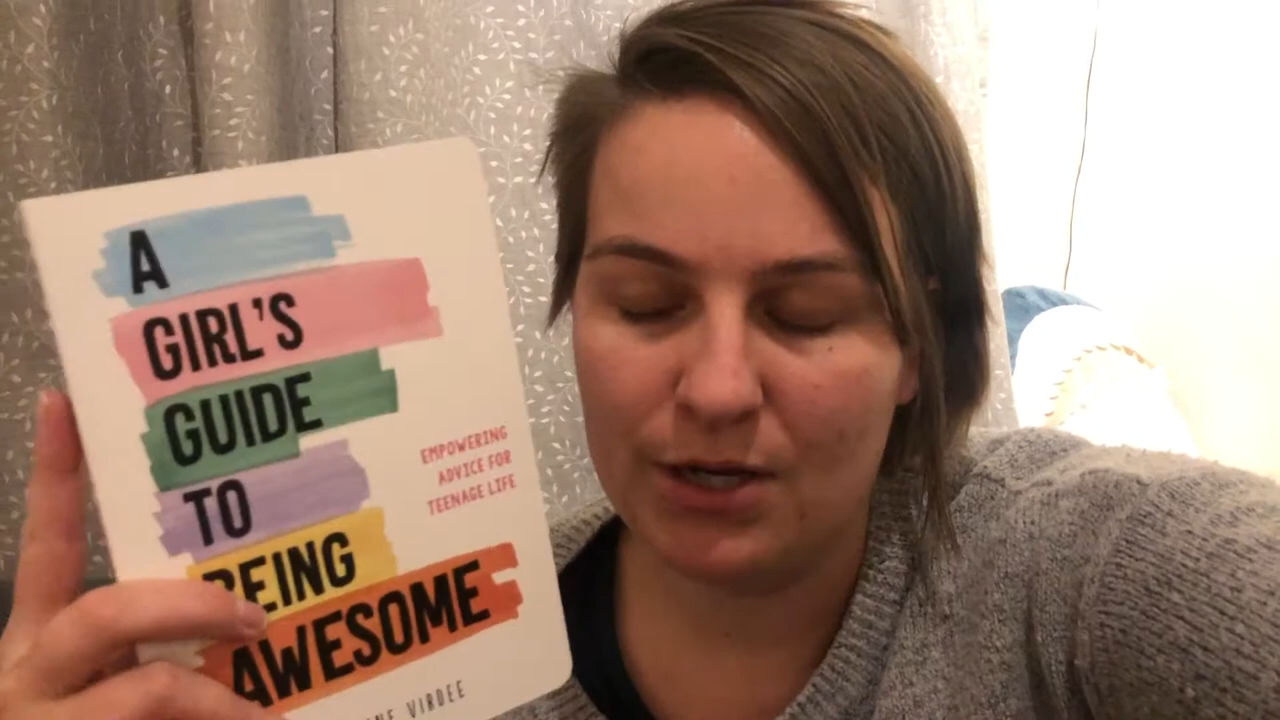 A
GIRL'S
GUIDE
TO
BEING
AWESOME
EMPOWERING
ADVICE FOR
TEENAGE LIFE
VIRDEE